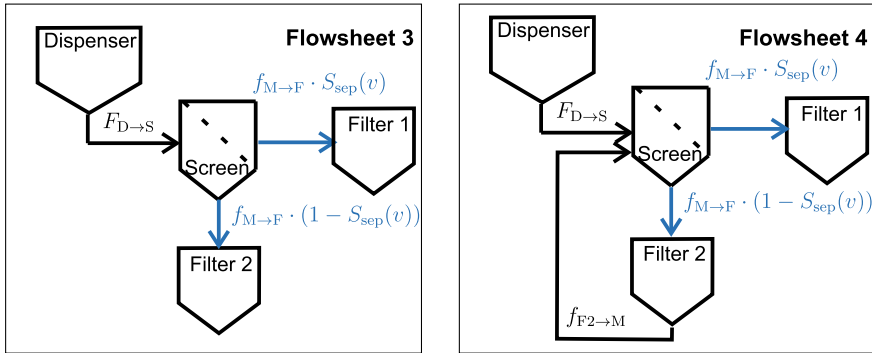 Flowsheet 3
Dispenser
F_{D→S}
f_{M→F} · S_{sep}(v)
Filter 1
Screen
f_{M→F} · (1 − S_{sep}(v))
Filter 2
Flowsheet 4
Dispenser
F_{D→S}
f_{M→F} · S_{sep}(v)
Filter 1
Screen
f_{M→F} · (1 − S_{sep}(v))
Filter 2
f_{F2→M}